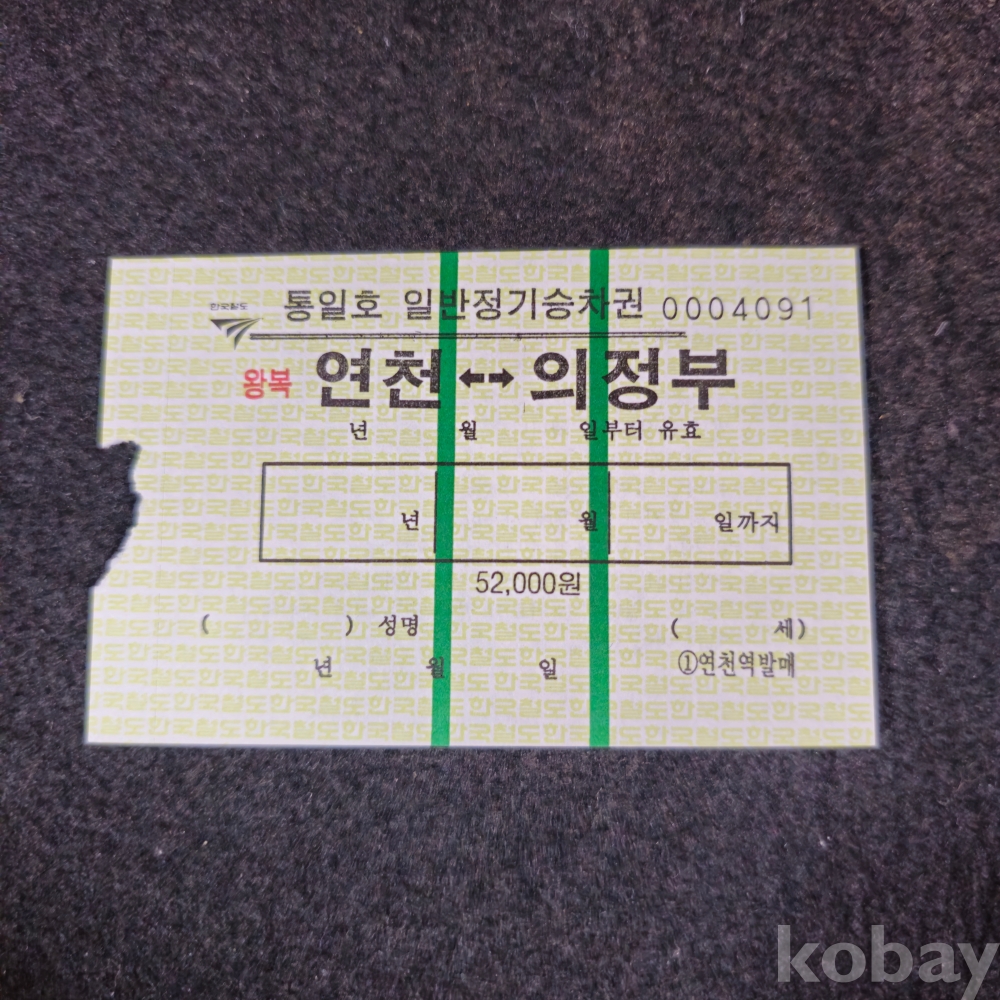 한국철도
통일호 일반정기승차권 0004091
왕복 연천↔의정부
년 월 일부터 유효
년 월 일까지
52,000원
( ) 성명 ( 세)
년 월 일 ①연천역발매
kobay